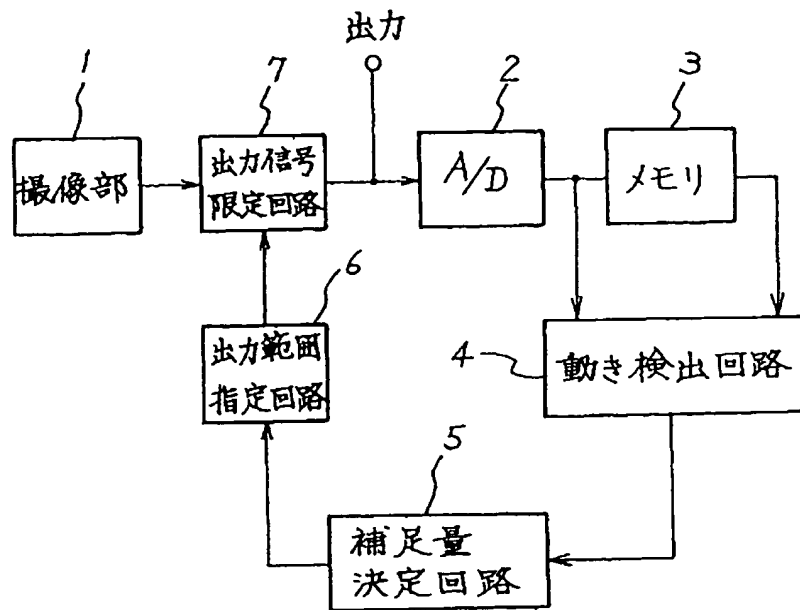 出力
1
7
2
3
撮像部
出力信号
限定回路
A/D
メモリ
6
出力範囲
指定回路
4
動き検出回路
5
補足量
決定回路